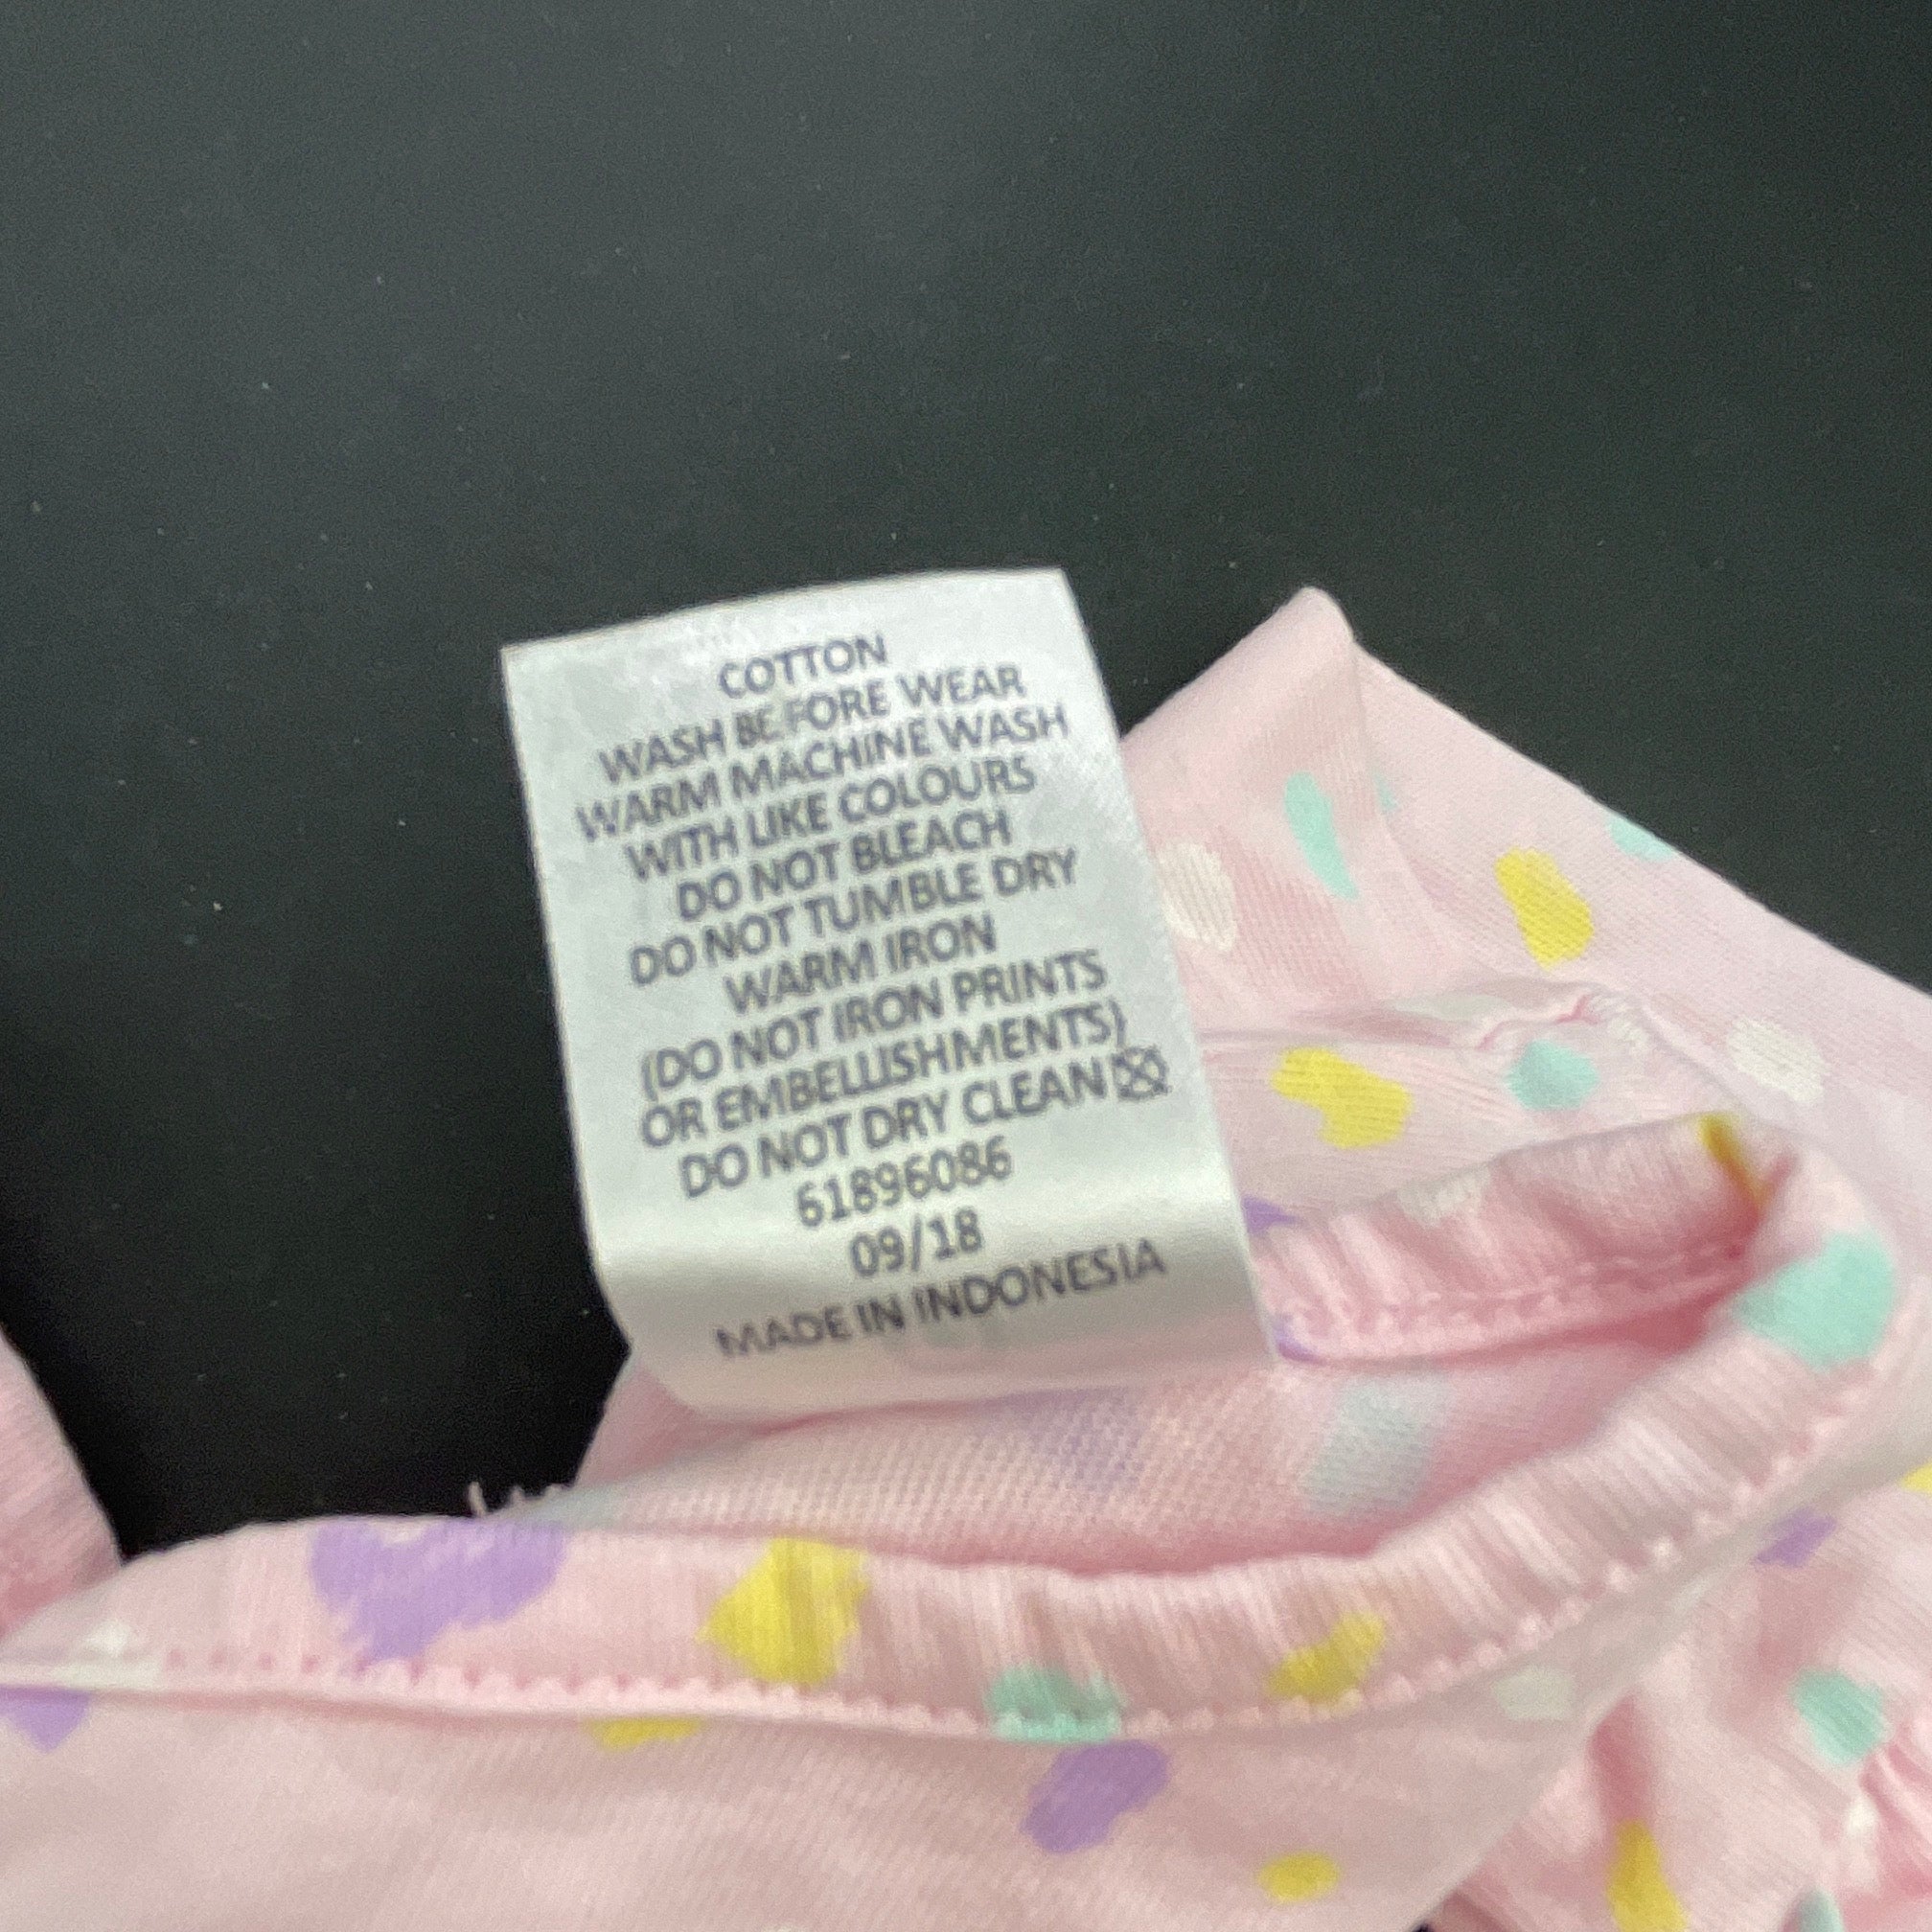 COTTON
WASH BEFORE WEAR
WARM MACHINE WASH
WITH LIKE COLOURS
DO NOT BLEACH
DO NOT TUMBLE DRY
WARM IRON
(DO NOT IRON PRINTS
OR EMBELLISHMENTS)
DO NOT DRY CLEAN
61896086
09/18
MADE IN INDONESIA